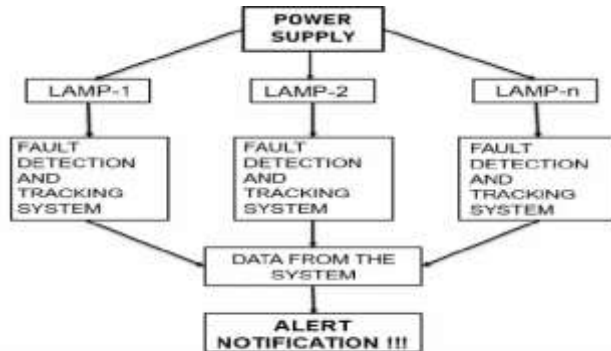 POWER
SUPPLY
LAMP-1
LAMP-2
LAMP-n
FAULT
DETECTION
AND
TRACKING
SYSTEM
FAULT
DETECTION
AND
TRACKING
SYSTEM
FAULT
DETECTION
AND
TRACKING
SYSTEM
DATA FROM THE
SYSTEM
ALERT
NOTIFICATION !!!